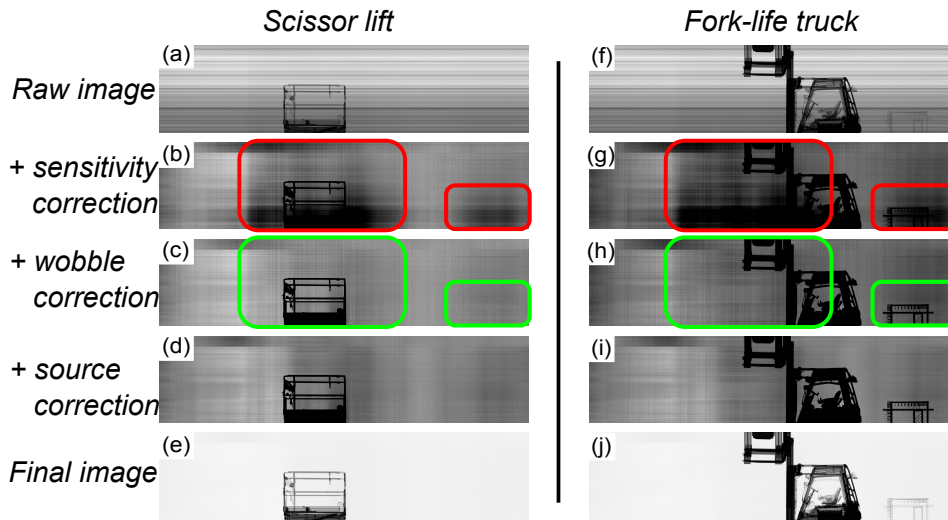 Scissor lift
Fork-life truck
Raw image
(a)
(f)
+ sensitivity
correction
(b)
(g)
+ wobble
correction
(c)
(h)
+ source
correction
(d)
(i)
Final image
(e)
(j)